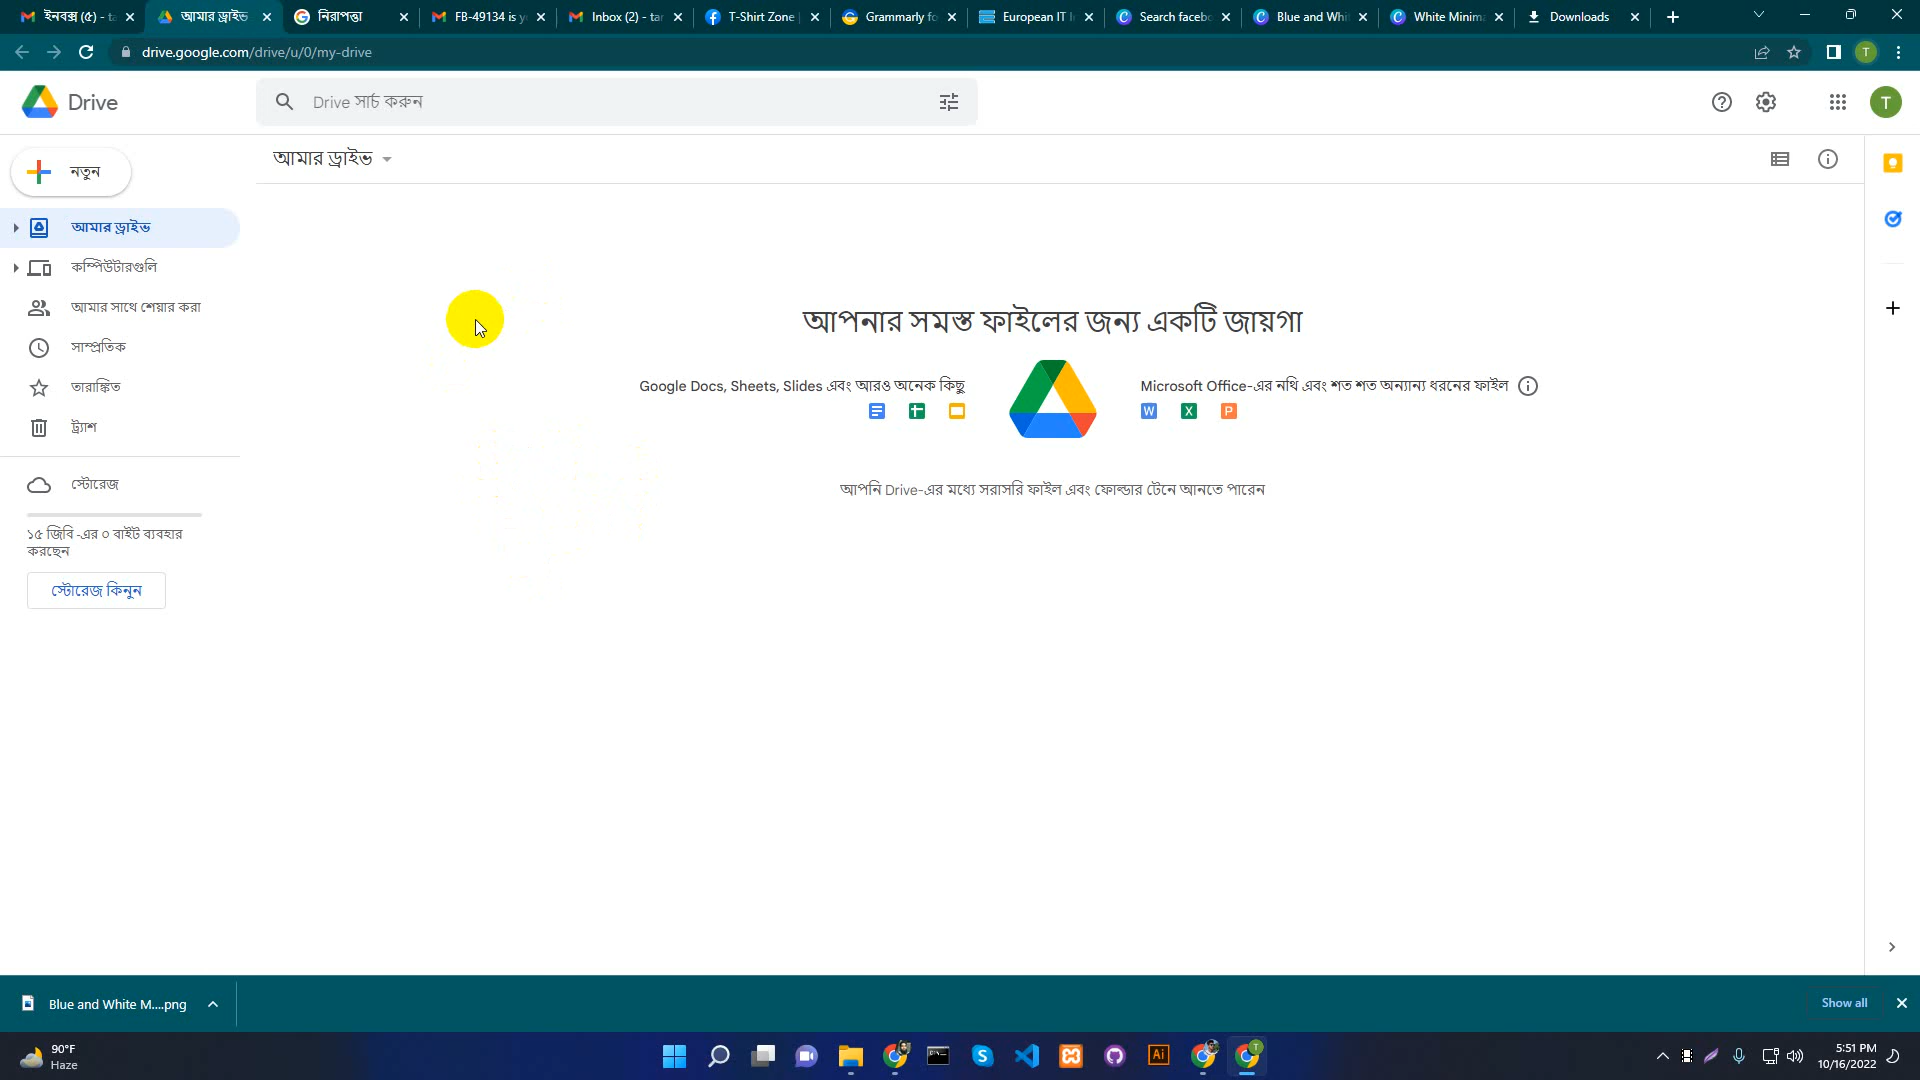 ইনবক্স (৫) - ta
আমার ড্রাইভ
নিরাপত্তা
FB-49134 is y
Inbox (2) - tar
T-Shirt Zone |
Grammarly fo
European IT I
Search facebo
Blue and Whi
White Minima
Downloads
drive.google.com/drive/u/0/my-drive
T
Drive
Drive সার্চ করুন
T
নতুন
আমার ড্রাইভ
আমার ড্রাইভ
কম্পিউটারগুলি
আমার সাথে শেয়ার করা
সাম্প্রতিক
তারাঙ্কিত
ট্র্যাশ
স্টোরেজ
১৫ জিবি -এর ০ বাইট ব্যবহার
করছেন
স্টোরেজ কিনুন
আপনার সমস্ত ফাইলের জন্য একটি জায়গা
Google Docs, Sheets, Slides এবং আরও অনেক কিছু
Microsoft Office-এর নথি এবং শত শত অন্যান্য ধরনের ফাইল
W X P
আপনি Drive-এর মধ্যে সরাসরি ফাইল এবং ফোল্ডার টেনে আনতে পারেন
Blue and White M....png
Show all
90°F
Haze
Ai
T
5:51 PM
10/16/2022